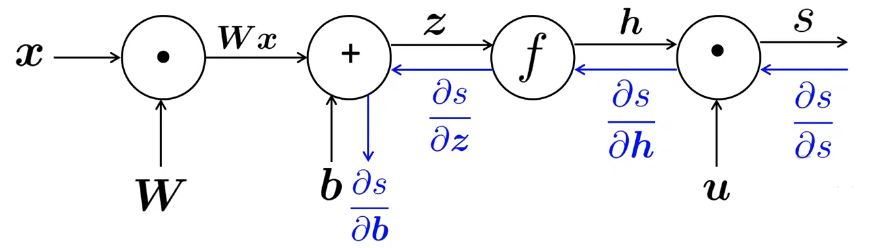 x • Wx + z f h • s
∂s/∂z ∂s/∂h ∂s/∂s
W b ∂s/∂b u